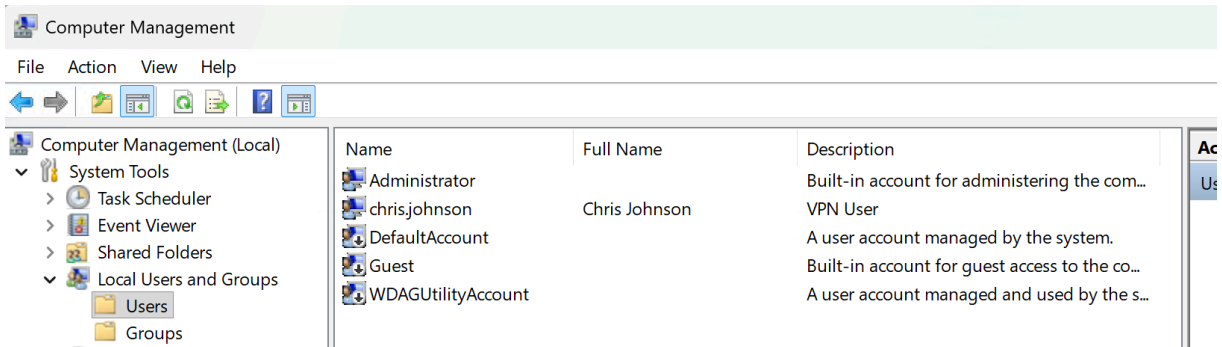 Computer Management
File Action View Help
Computer Management (Local)
System Tools
Task Scheduler
Event Viewer
Shared Folders
Local Users and Groups
Users
Groups
Name Full Name Description
Administrator Built-in account for administering the com...
chris.johnson Chris Johnson VPN User
DefaultAccount A user account managed by the system.
Guest Built-in account for guest access to the co...
WDAGUtilityAccount A user account managed and used by the s...
Ac
Us